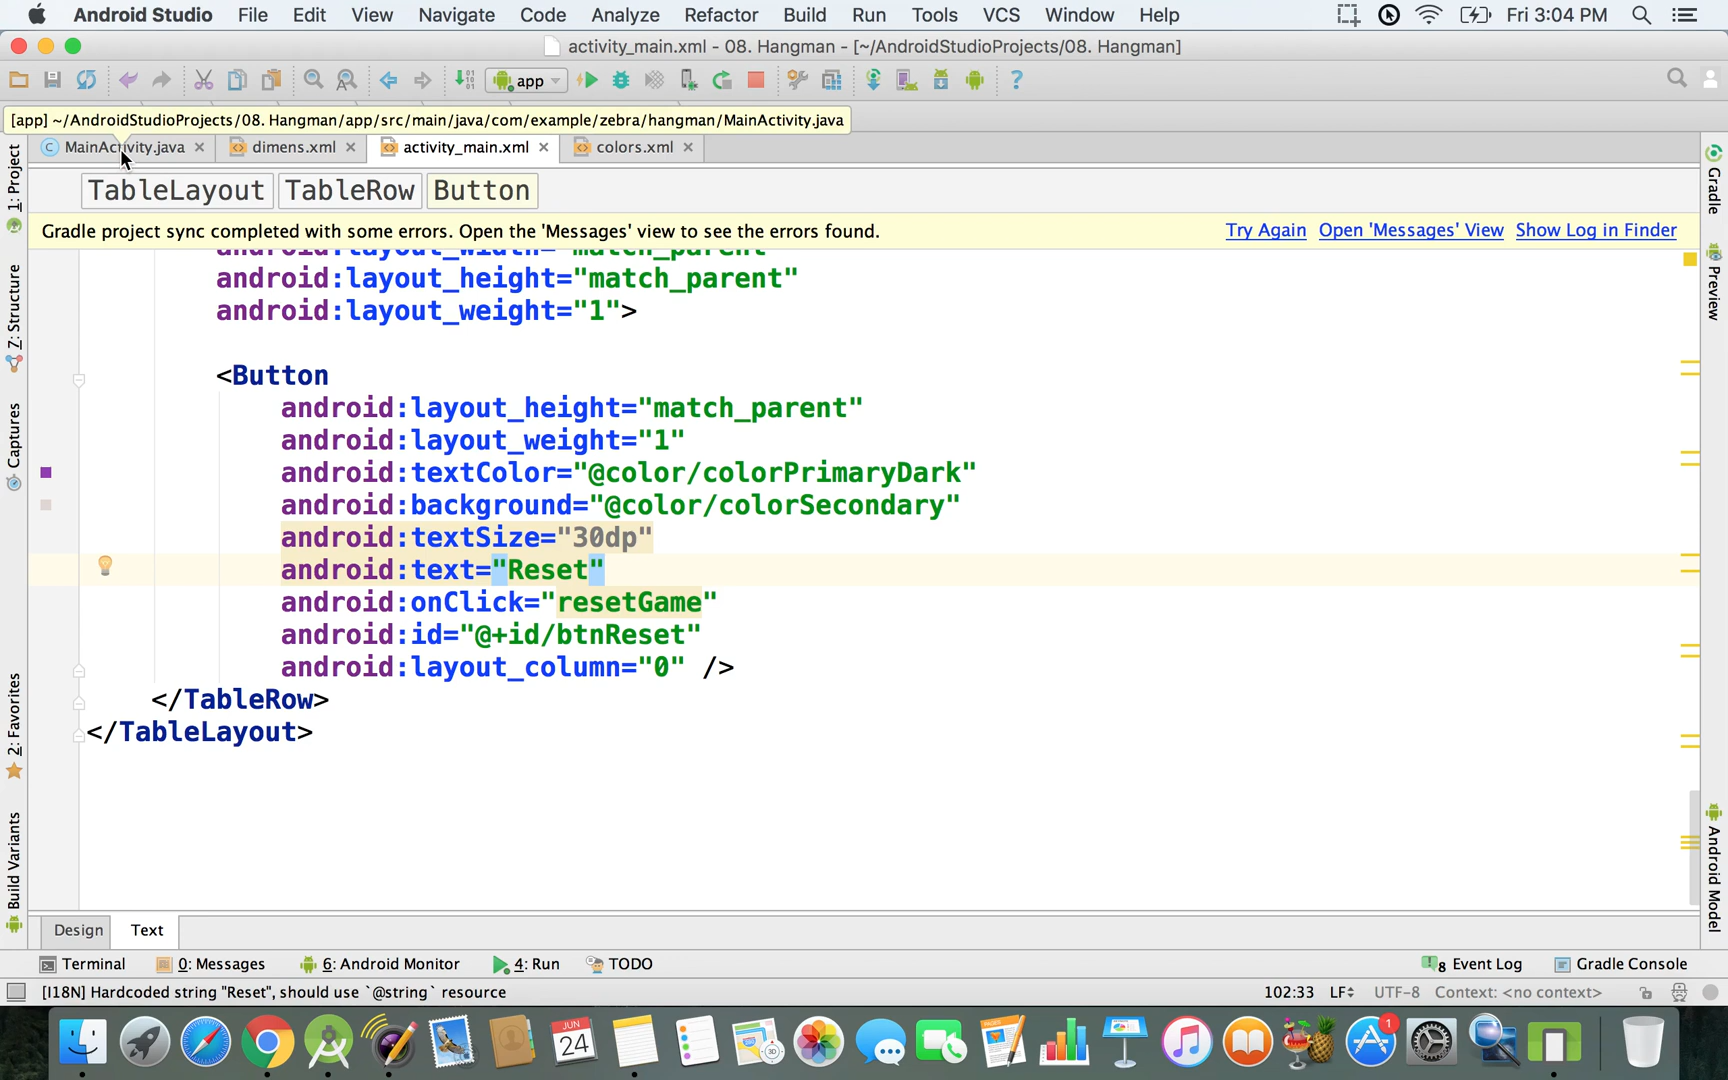 Android Studio File Edit View Navigate Code Analyze Refactor Build Run Tools VCS Window Help Fri 3:04 PM
activity_main.xml - 08. Hangman - [~/AndroidStudioProjects/08. Hangman]
app
[app] ~/AndroidStudioProjects/08. Hangman/app/src/main/java/com/example/zebra/hangman/MainActivity.java
MainActivity.java dimens.xml activity_main.xml colors.xml
TableLayout TableRow Button
Gradle project sync completed with some errors. Open the 'Messages' view to see the errors found. Try Again Open 'Messages' View Show Log in Finder
android:layout_width="match_parent"
android:layout_height="match_parent"
android:layout_weight="1">
<Button
android:layout_height="match_parent"
android:layout_weight="1"
android:textColor="@color/colorPrimaryDark"
android:background="@color/colorSecondary"
android:textSize="30dp"
android:text="Reset"
android:onClick="resetGame"
android:id="@+id/btnReset"
android:layout_column="0" />
</TableRow>
</TableLayout>
1: Project
Z: Structure
Captures
2: Favorites
Build Variants
Gradle
Preview
Android Model
Design Text
Terminal 0: Messages 6: Android Monitor 4: Run TODO 8 Event Log Gradle Console
[I18N] Hardcoded string "Reset", should use `@string` resource 102:33 LF UTF-8 Context: <no context>
JUN
24
3D
1